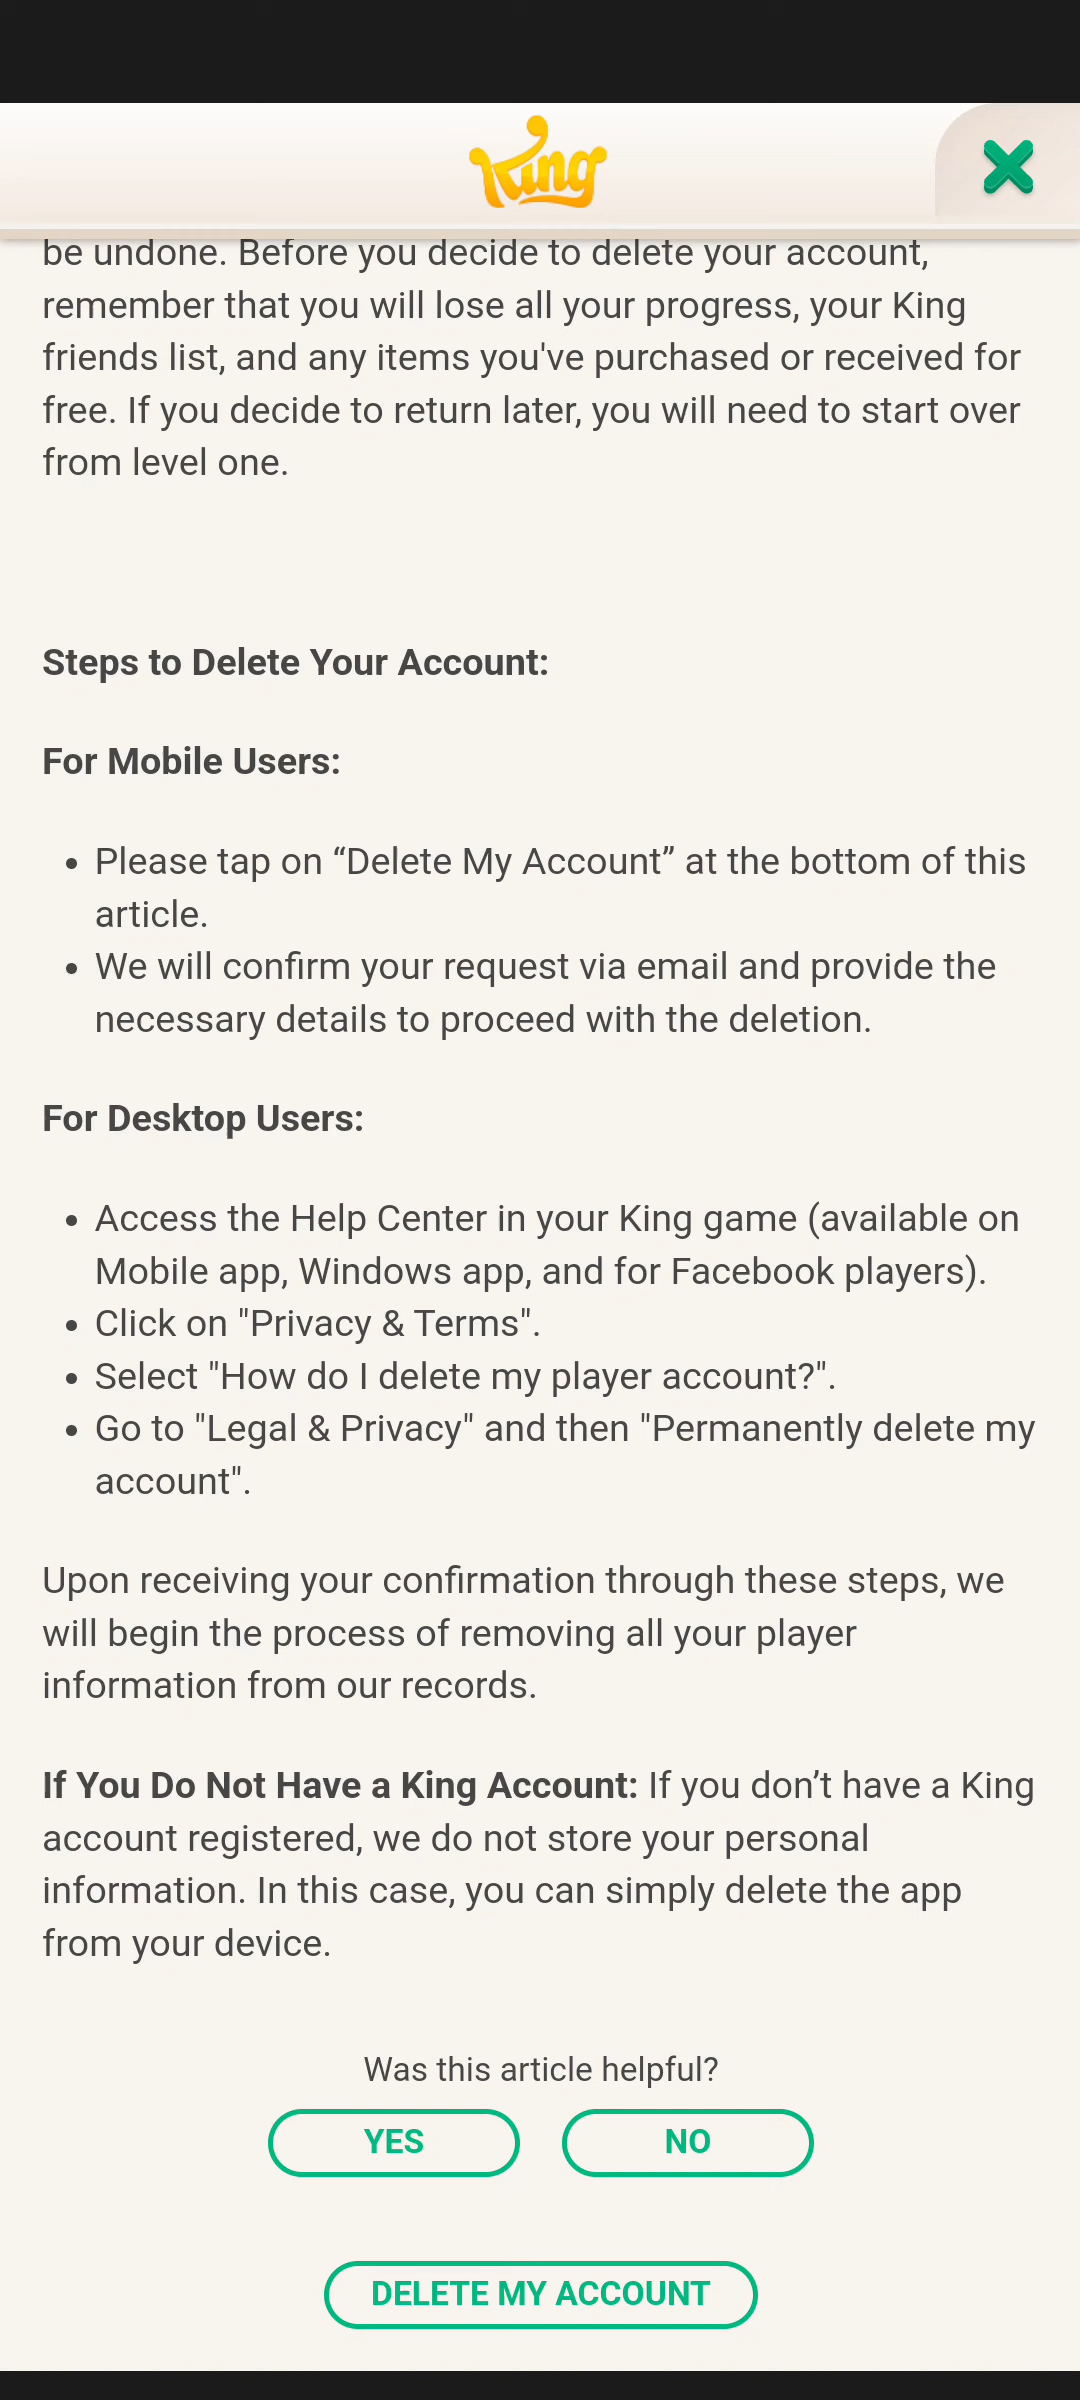 King
be undone. Before you decide to delete your account,
remember that you will lose all your progress, your King
friends list, and any items you've purchased or received for
free. If you decide to return later, you will need to start over
from level one.
Steps to Delete Your Account:
For Mobile Users:
• Please tap on “Delete My Account” at the bottom of this
article.
• We will confirm your request via email and provide the
necessary details to proceed with the deletion.
For Desktop Users:
• Access the Help Center in your King game (available on
Mobile app, Windows app, and for Facebook players).
• Click on "Privacy & Terms".
• Select "How do I delete my player account?".
• Go to "Legal & Privacy" and then "Permanently delete my
account".
Upon receiving your confirmation through these steps, we
will begin the process of removing all your player
information from our records.
If You Do Not Have a King Account: If you don’t have a King
account registered, we do not store your personal
information. In this case, you can simply delete the app
from your device.
Was this article helpful?
YES NO
DELETE MY ACCOUNT